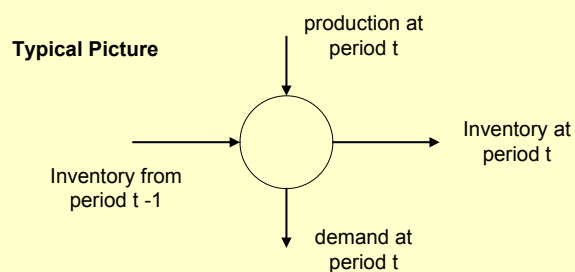 production at
period t
Typical Picture
Inventory at
period t
Inventory from
period t -1
demand at
period t